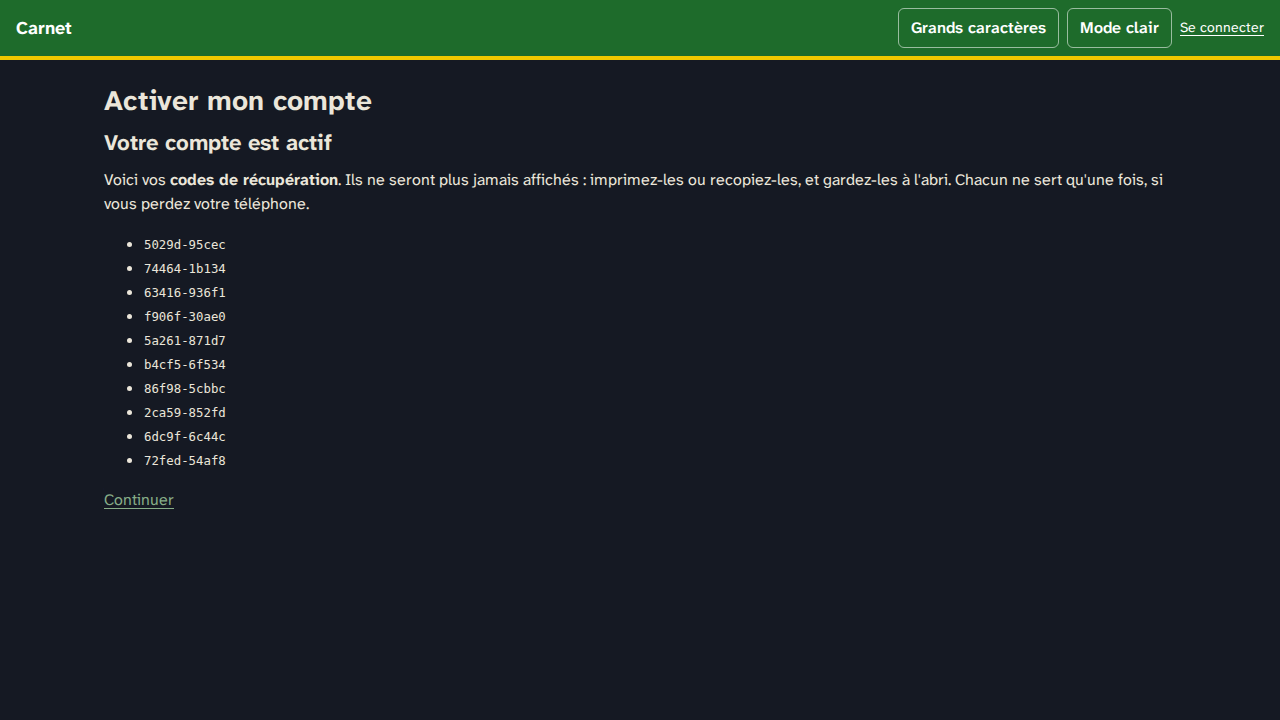 Carnet
Grands caractères
Mode clair
Se connecter
Activer mon compte
Votre compte est actif
Voici vos codes de récupération. Ils ne seront plus jamais affichés : imprimez-les ou recopiez-les, et gardez-les à l'abri. Chacun ne sert qu'une fois, si
vous perdez votre téléphone.
5029d-95cec
74464-1b134
63416-936f1
f906f-30ae0
5a261-871d7
b4cf5-6f534
86f98-5cbbc
2ca59-852fd
6dc9f-6c44c
72fed-54af8
Continuer